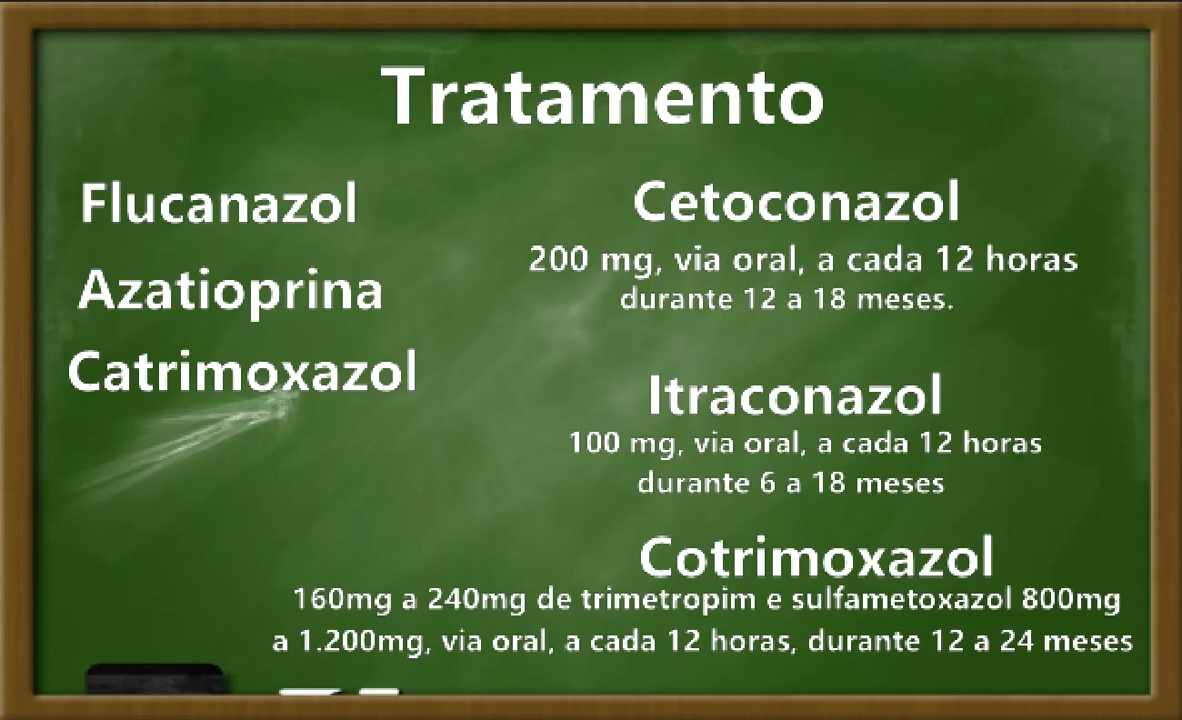 Tratamento
Flucanazol
Azatioprina
Catrimoxazol
Cetoconazol
200 mg, via oral, a cada 12 horas
durante 12 a 18 meses.
Itraconazol
100 mg, via oral, a cada 12 horas
durante 6 a 18 meses
Cotrimoxazol
160mg a 240mg de trimetropim e sulfametoxazol 800mg
a 1.200mg, via oral, a cada 12 horas, durante 12 a 24 meses